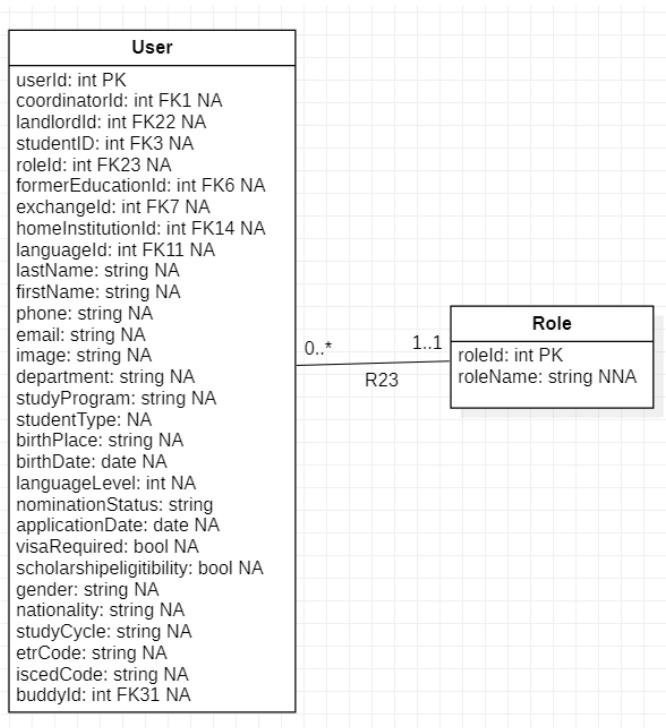 User
userId: int PK
coordinatorId: int FK1 NA
landlordId: int FK22 NA
studentID: int FK3 NA
roleId: int FK23 NA
formerEducationId: int FK6 NA
exchangeId: int FK7 NA
homeInstitutionId: int FK14 NA
languageId: int FK11 NA
lastName: string NA
firstName: string NA
phone: string NA
email: string NA
image: string NA
department: string NA
studyProgram: string NA
studentType: NA
birthPlace: string NA
birthDate: date NA
languageLevel: int NA
nominationStatus: string
applicationDate: date NA
visaRequired: bool NA
scholarshipeligitibility: bool NA
gender: string NA
nationality: string NA
studyCycle: string NA
etrCode: string NA
iscedCode: string NA
buddyId: int FK31 NA
0..*
1..1
R23
Role
roleId: int PK
roleName: string NNA